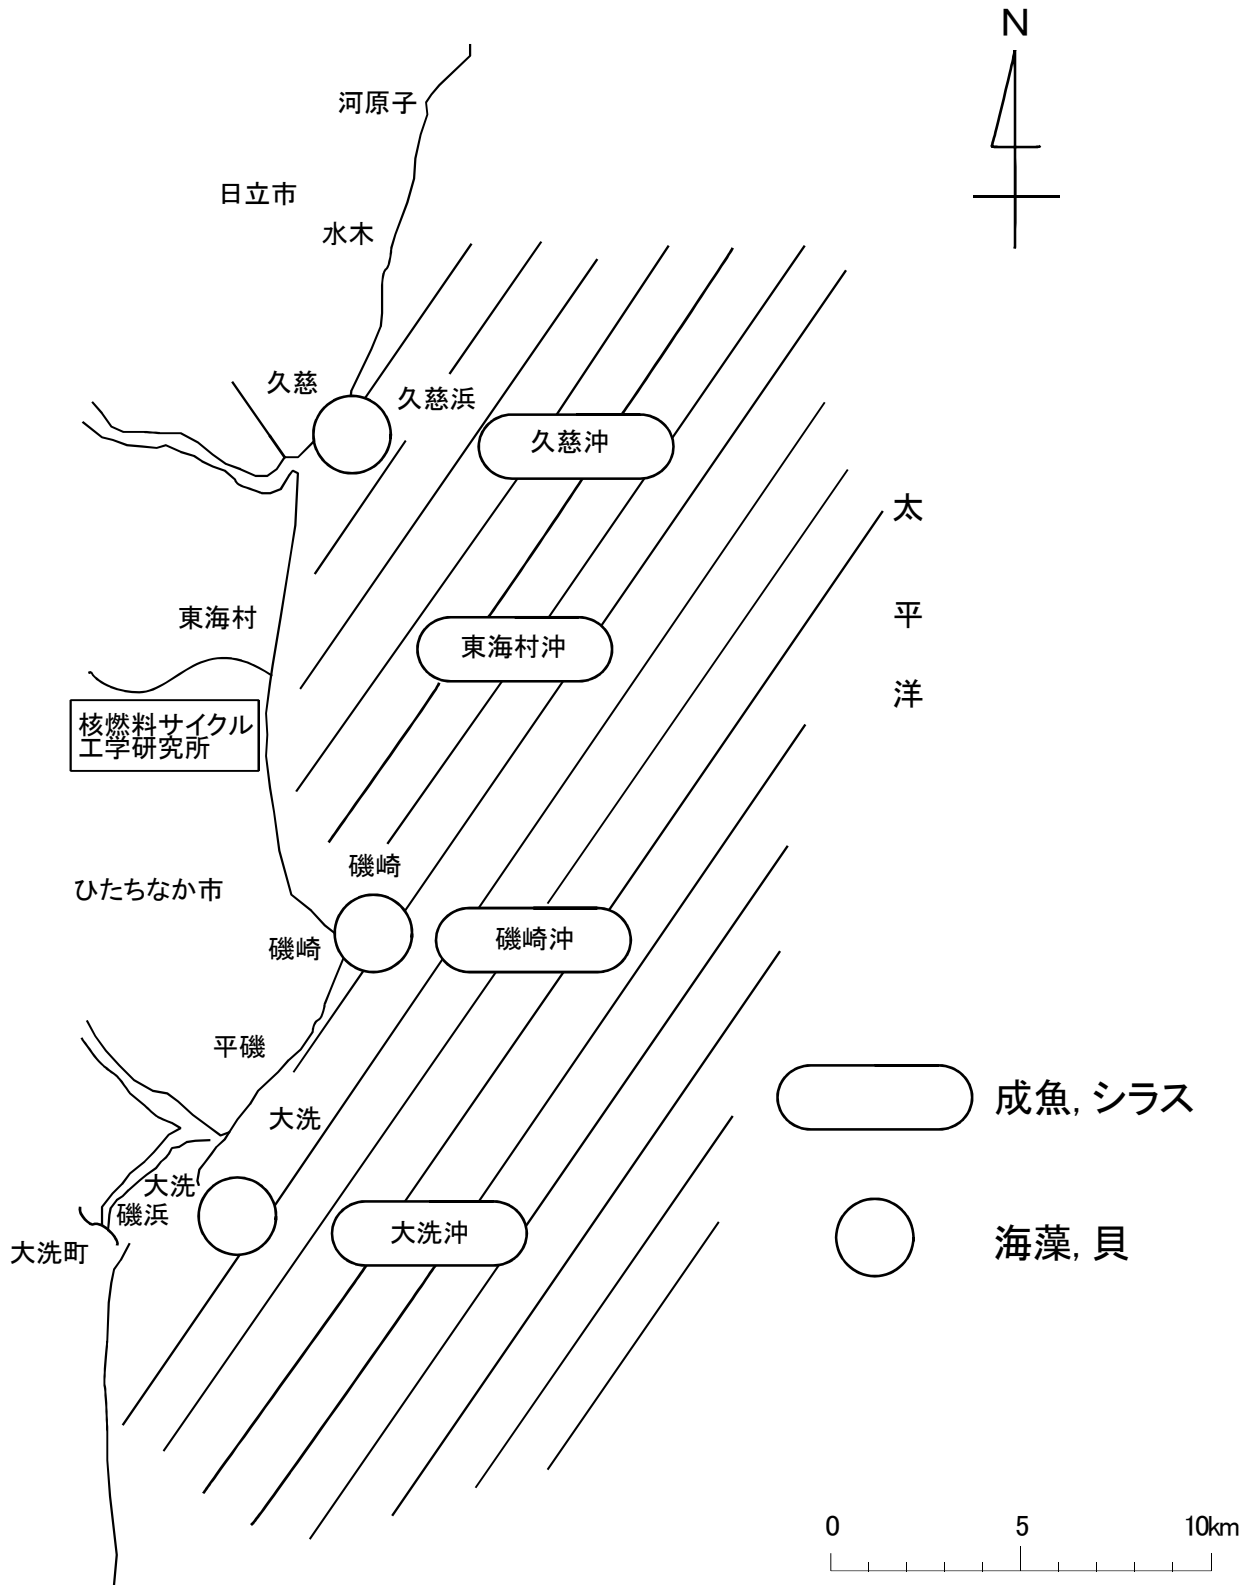 N
河原子
日立市
水木
久慈
久慈浜
久慈沖
太
平
洋
東海村
東海村沖
核燃料サイクル
工学研究所
磯崎
ひたちなか市
磯崎
磯崎沖
平磯
成魚, シラス
大洗
大洗
磯浜
大洗町
大洗沖
海藻, 貝
0 5 10km